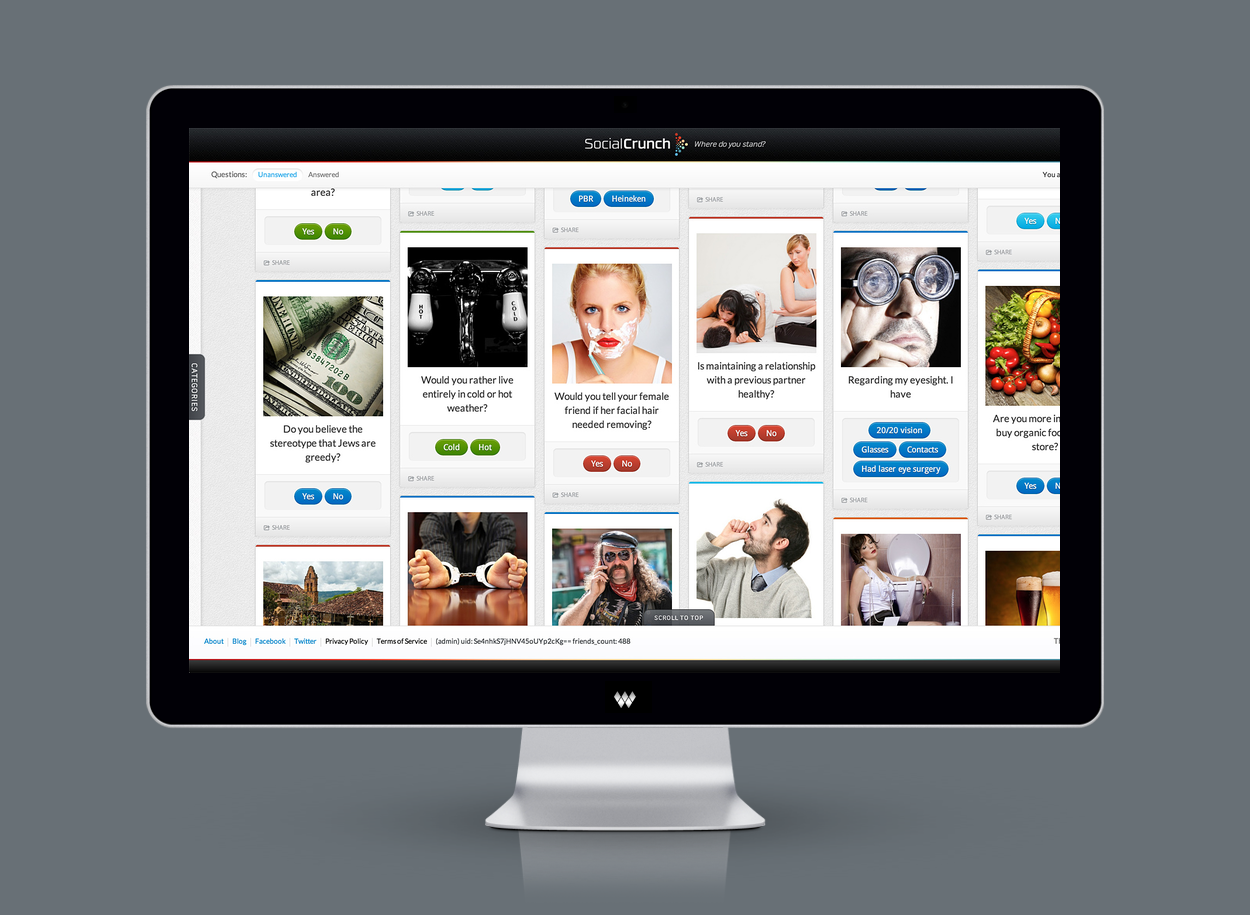 SocialCrunch Where do you stand?
Questions: Unanswered Answered
You a
area?
Yes No
SHARE
Do you believe the
stereotype that Jews are
greedy?
Yes No
SHARE
SHARE
HOT
COLD
Would you rather live
entirely in cold or hot
weather?
Cold Hot
SHARE
PBR Heineken
SHARE
Would you tell your female
friend if her facial hair
needed removing?
Yes No
SHARE
SHARE
Is maintaining a relationship
with a previous partner
healthy?
Yes No
SHARE
SHARE
Regarding my eyesight. I
have
20/20 vision
Glasses Contacts
Had laser eye surgery
SHARE
Yes N
SHARE
Are you more in
buy organic foo
store?
Yes N
SHARE
CATEGORIES
SCROLL TO TOP
About | Blog | Facebook | Twitter | Privacy Policy | Terms of Service | (admin) uid: Se4nhkS7jHNV45oUYp2cKg== friends_count: 488